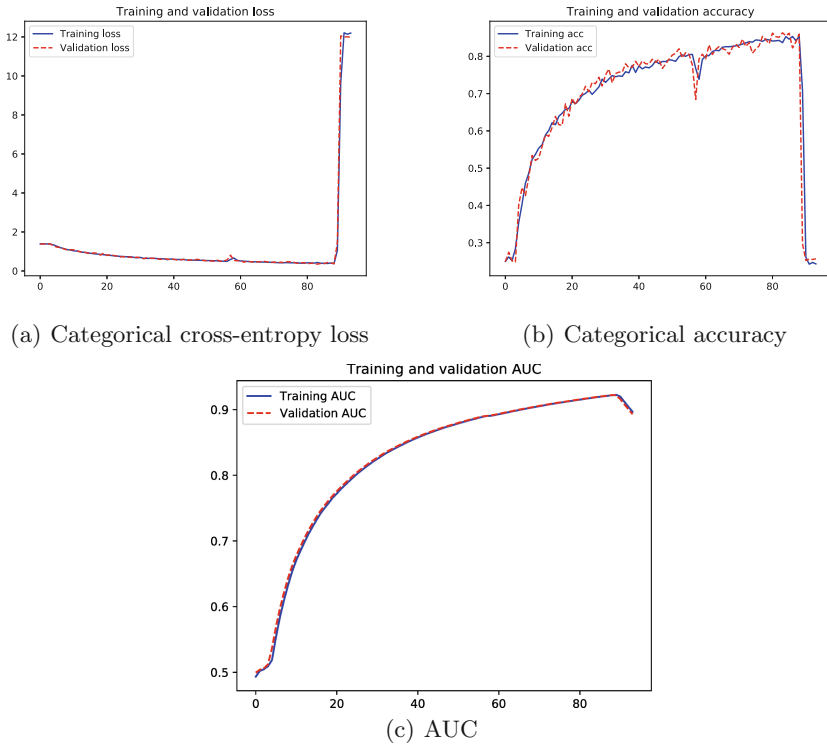 Training and validation loss
Training loss
Validation loss
12
10
8
6
4
2
0
0 20 40 60 80
(a) Categorical cross-entropy loss
Training and validation accuracy
Training acc
Validation acc
0.8
0.7
0.6
0.5
0.4
0.3
0 20 40 60 80
(b) Categorical accuracy
Training and validation AUC
Training AUC
Validation AUC
0.9
0.8
0.7
0.6
0.5
0 20 40 60 80
(c) AUC